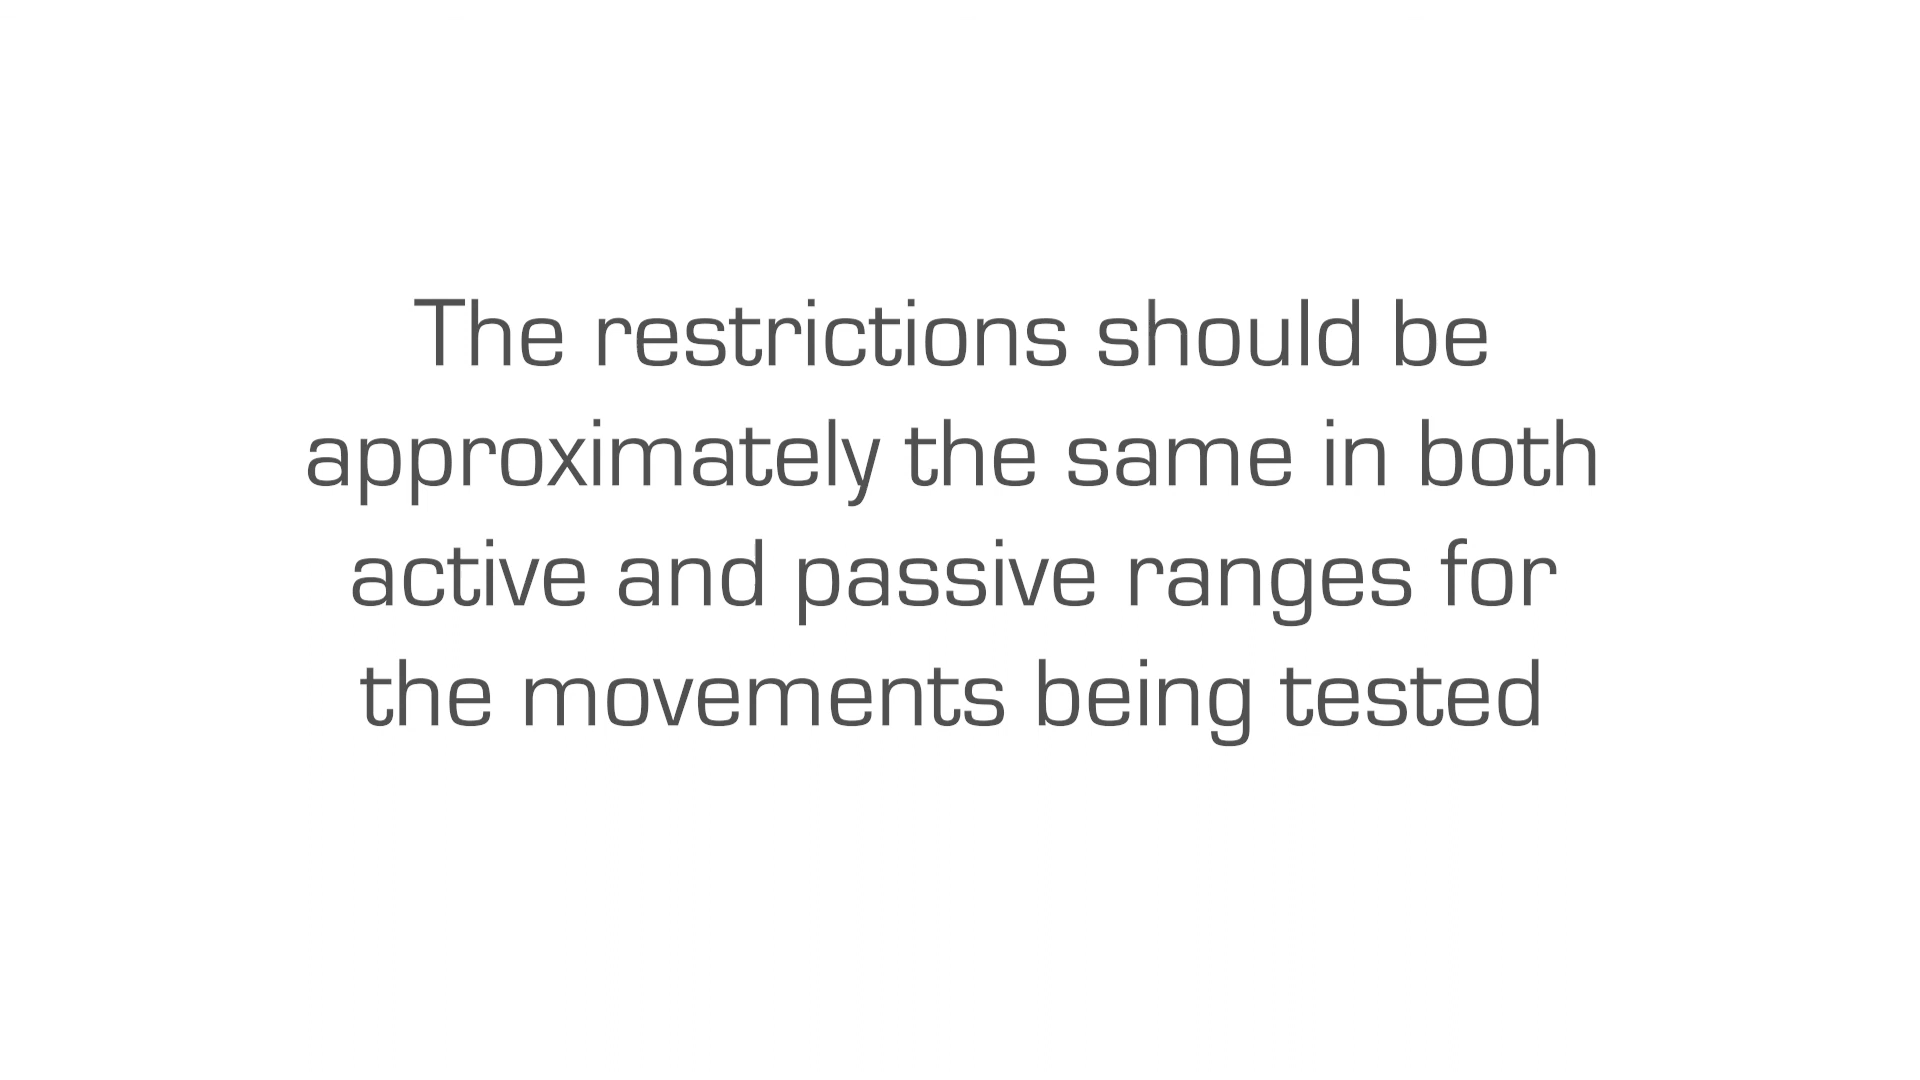 The restrictions should be
approximately the same in both
active and passive ranges for
the movements being tested